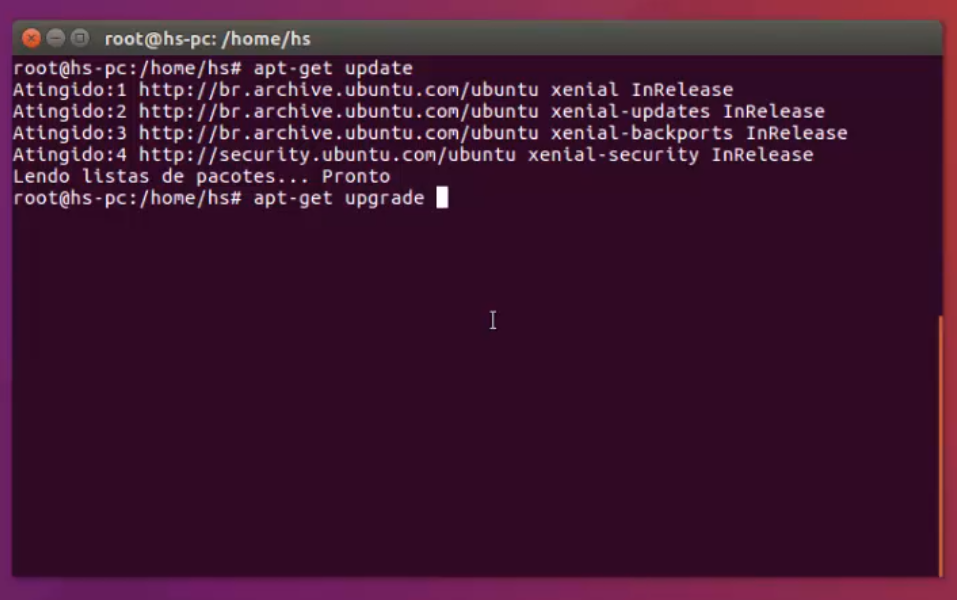 root@hs-pc: /home/hs
root@hs-pc:/home/hs# apt-get update
Atingido:1 http://br.archive.ubuntu.com/ubuntu xenial InRelease
Atingido:2 http://br.archive.ubuntu.com/ubuntu xenial-updates InRelease
Atingido:3 http://br.archive.ubuntu.com/ubuntu xenial-backports InRelease
Atingido:4 http://security.ubuntu.com/ubuntu xenial-security InRelease
Lendo listas de pacotes... Pronto
root@hs-pc:/home/hs# apt-get upgrade